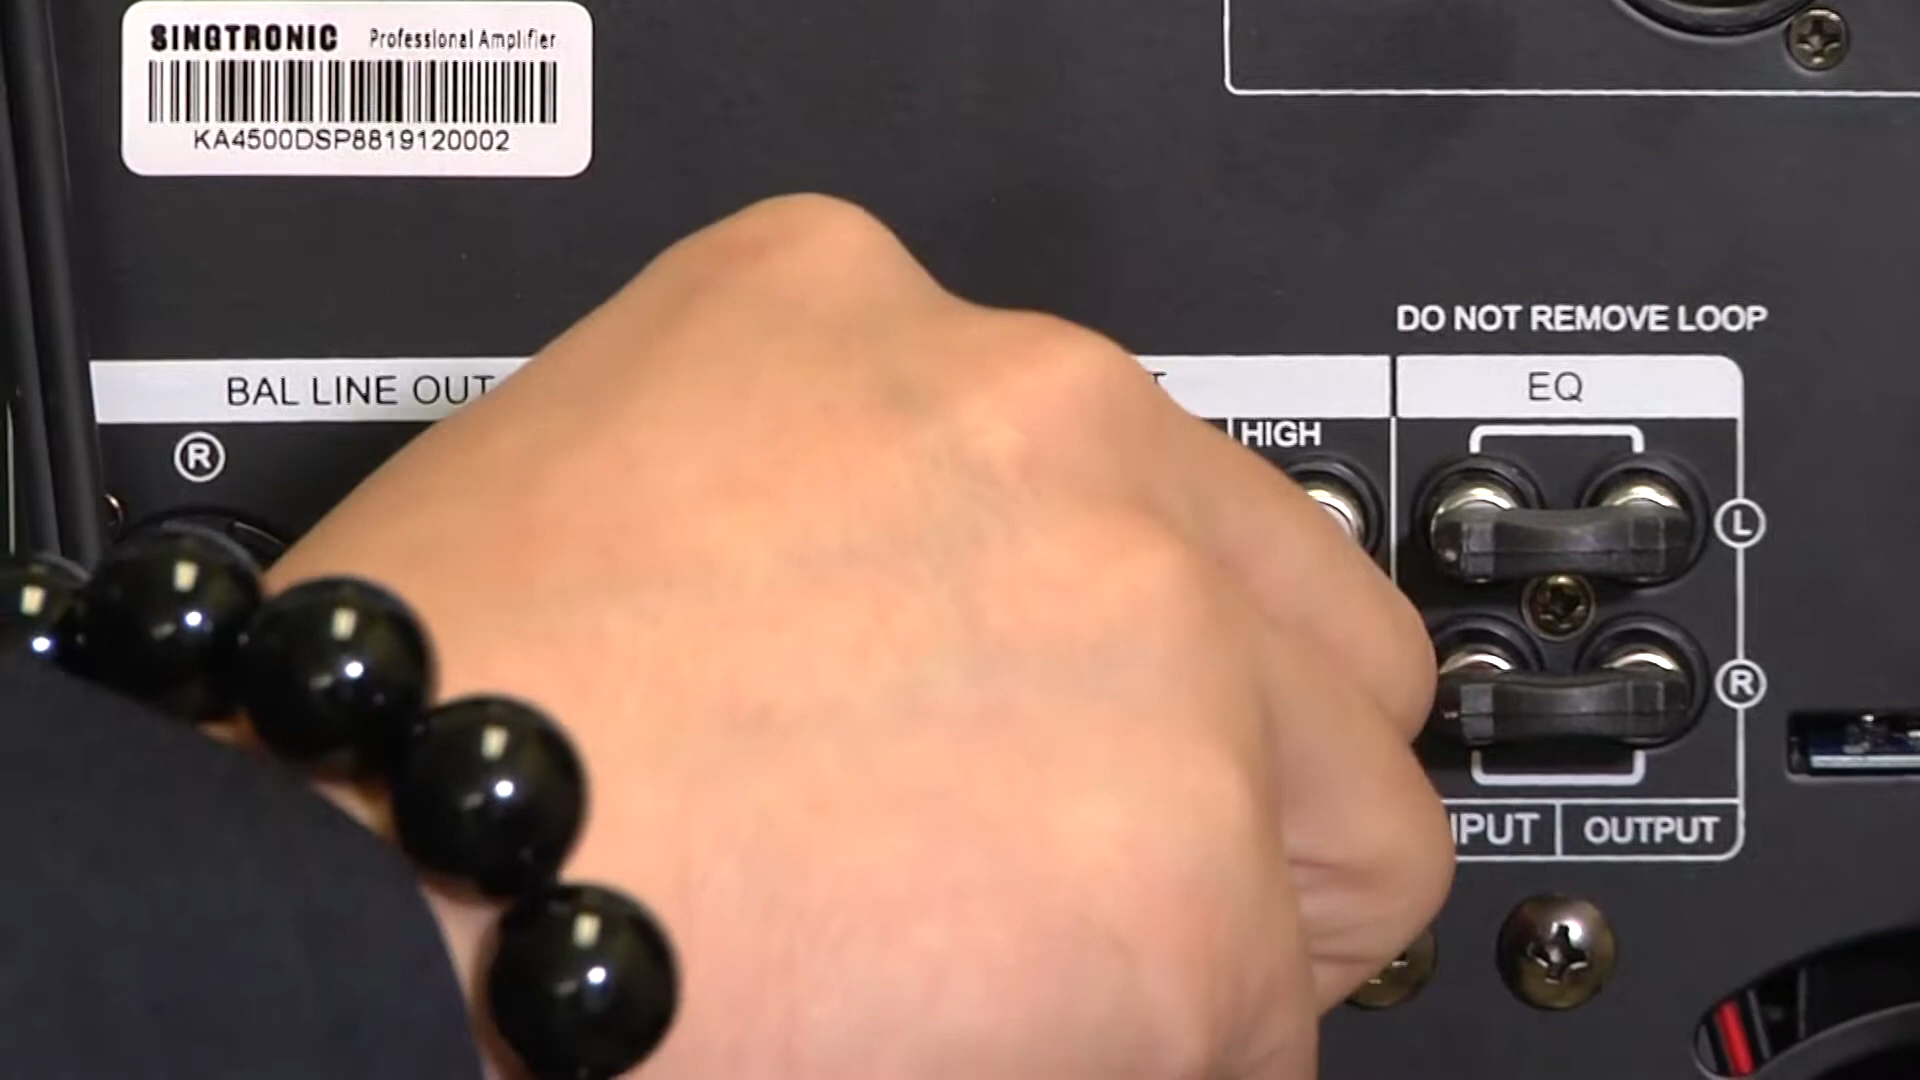 SINGTRONIC Professional Amplifier
KA4500DSP8819120002
DO NOT REMOVE LOOP
BAL LINE OUT
EQ
R
HIGH
L
R
OUTPUT